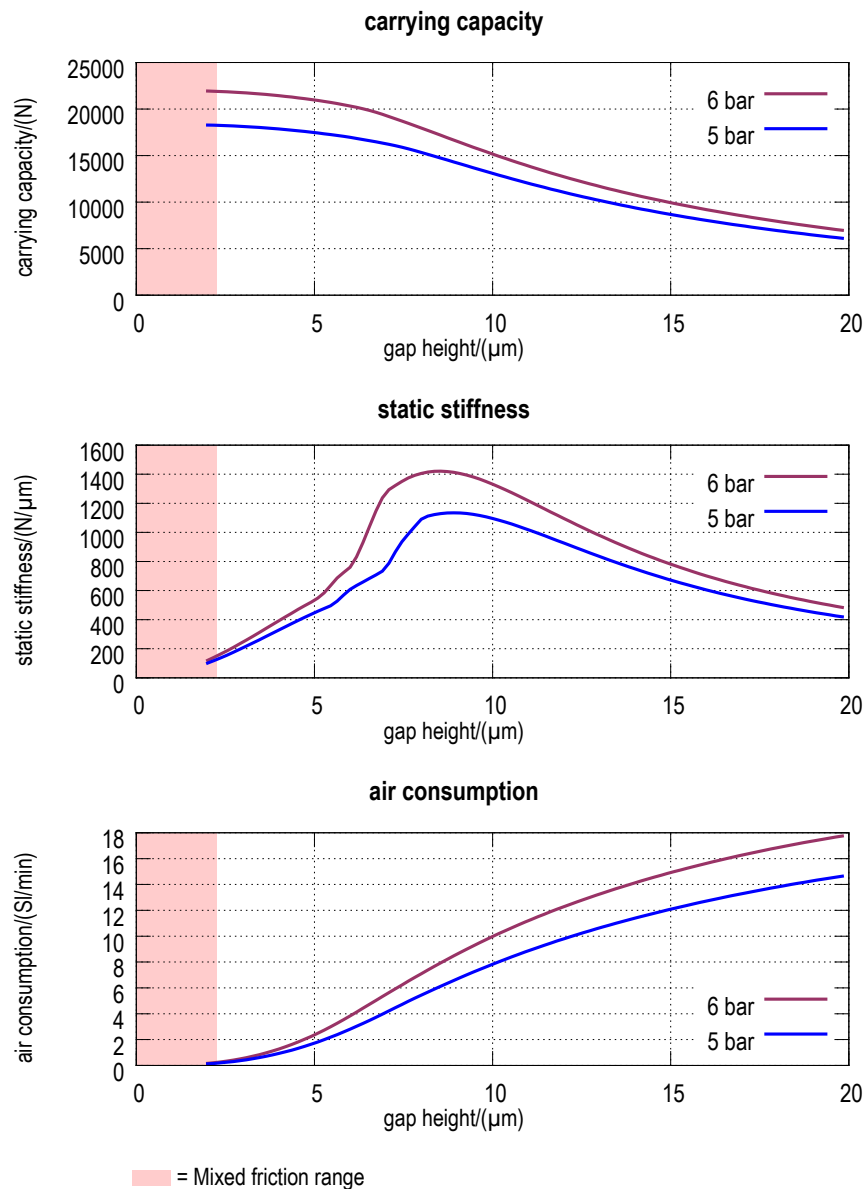 carrying capacity
carrying capacity/(N)
25000
20000
15000
10000
5000
0
6 bar
5 bar
0 5 10 15 20
gap height/(µm)
static stiffness
static stiffness/(N/µm)
1600
1400
1200
1000
800
600
400
200
0
6 bar
5 bar
0 5 10 15 20
gap height/(µm)
air consumption
air consumption/(Sl/min)
18
16
14
12
10
8
6
4
2
0
6 bar
5 bar
0 5 10 15 20
gap height/(µm)
= Mixed friction range